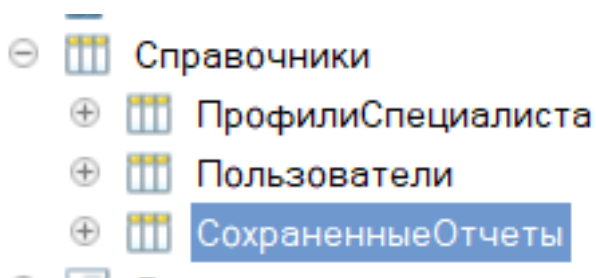 Справочники
ПрофилиСпециалиста
Пользователи
СохраненныеОтчеты